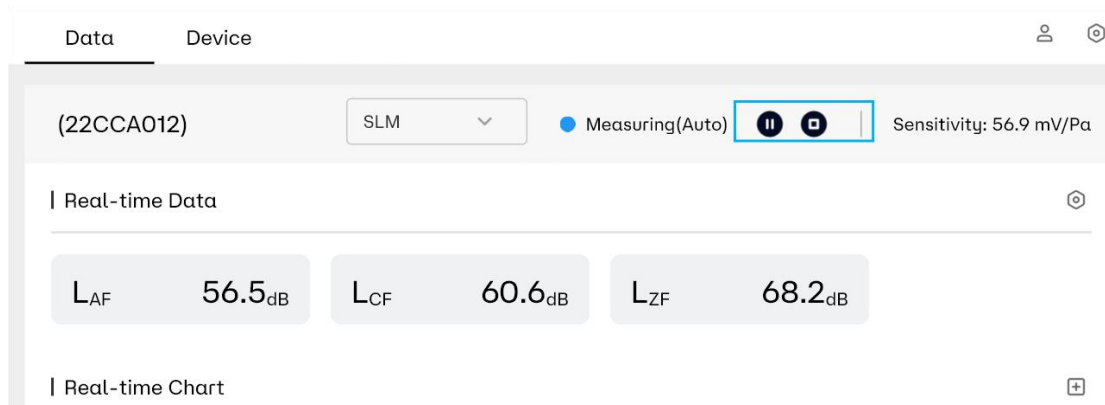 Data Device
(22CCA012) SLM Measuring(Auto) Sensitivity: 56.9 mV/Pa
Real-time Data
LAF 56.5dB LCF 60.6dB LZF 68.2dB
Real-time Chart